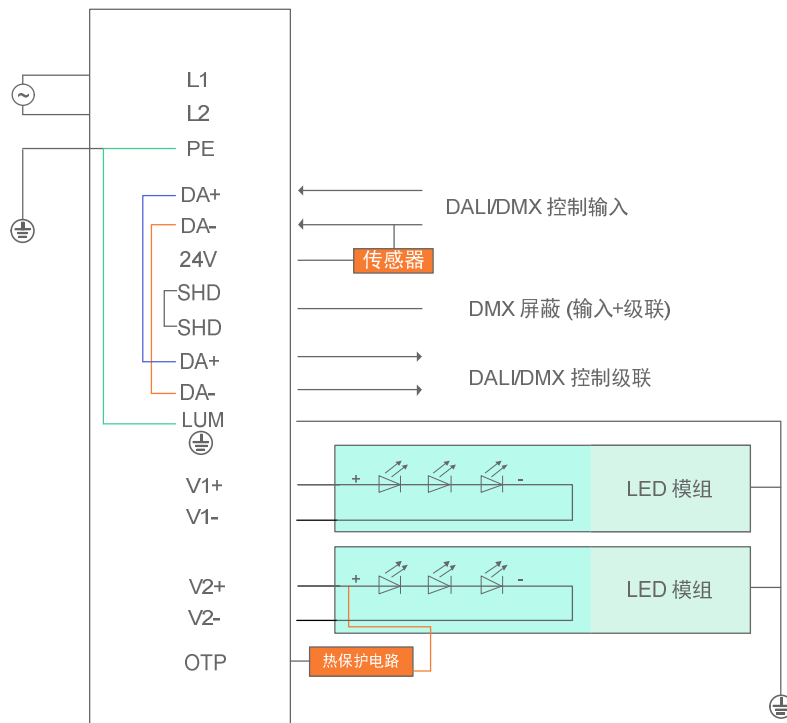 L1
~
L2
PE
DA+
DALI/DMX 控制输入
DA-
24V
传感器
SHD
DMX 屏蔽 (输入+级联)
SHD
DA+
DALI/DMX 控制级联
DA-
LUM
V1+
+
-
LED 模组
V1-
V2+
+
-
LED 模组
V2-
OTP
热保护电路